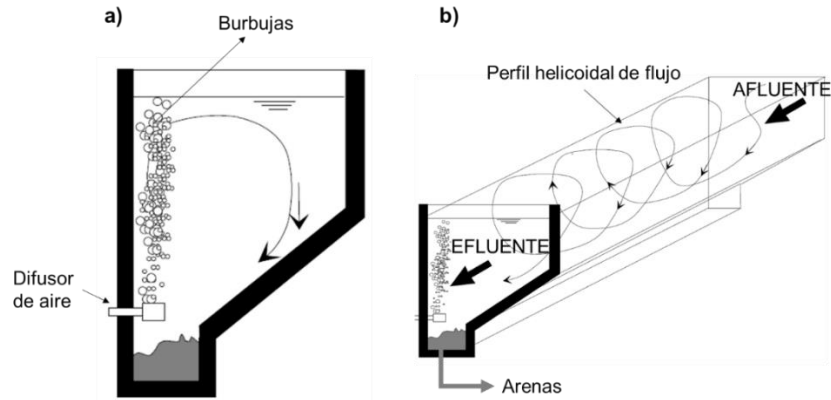 a)
Burbujas
Difusor
de aire
b)
Perfil helicoidal de flujo
AFLUENTE
EFLUENTE
Arenas